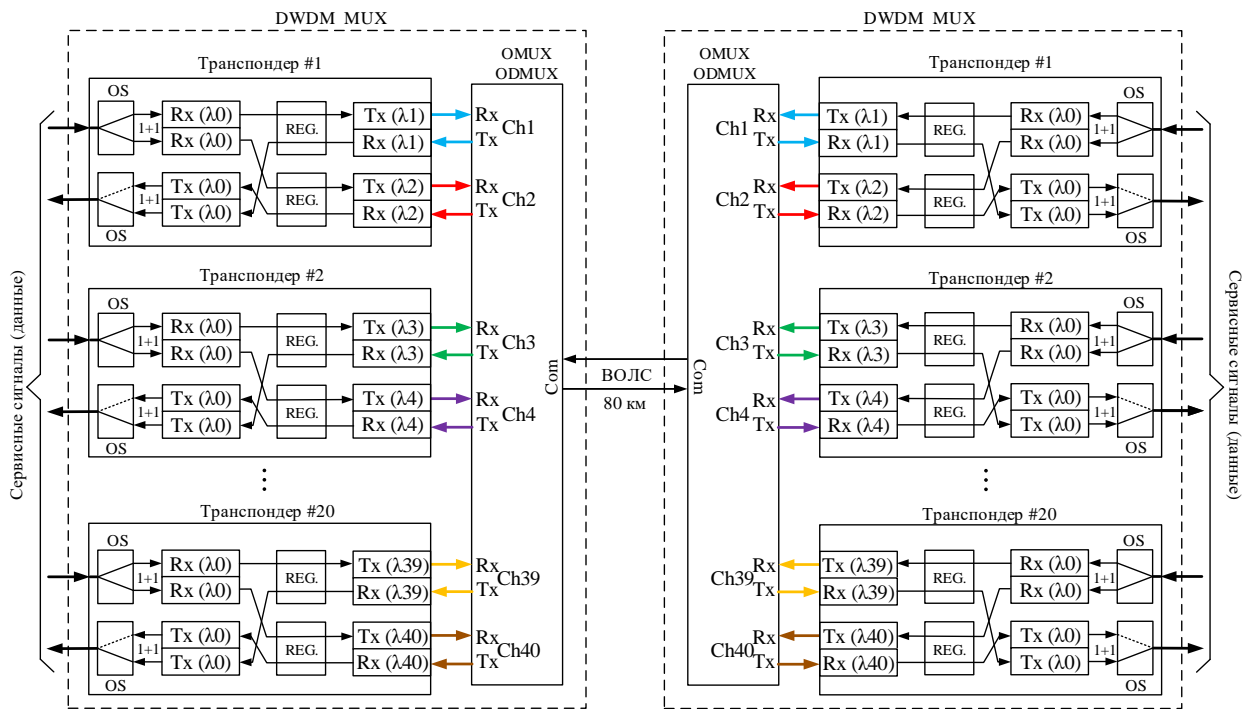 DWDM MUX
Транспондер #1
OS
1+1
Rx (λ0)
Rx (λ0)
REG.
Tx (λ1)
Rx (λ1)
1+1
Tx (λ0)
Tx (λ0)
REG.
Tx (λ2)
Rx (λ2)
OS
Транспондер #2
OS
1+1
Rx (λ0)
Rx (λ0)
REG.
Tx (λ3)
Rx (λ3)
1+1
Tx (λ0)
Tx (λ0)
REG.
Tx (λ4)
Rx (λ4)
OS
...
Транспондер #20
OS
1+1
Rx (λ0)
Rx (λ0)
REG.
Tx (λ39)
Rx (λ39)
1+1
Tx (λ0)
Tx (λ0)
REG.
Tx (λ40)
Rx (λ40)
OS
Сервисные сигналы (данные)
OMUX
ODMUX
Rx
Ch1
Tx
Rx
Ch2
Tx
Rx
Ch3
Tx
Rx
Ch4
Tx
Rx
Ch39
Tx
Rx
Ch40
Tx
Com
ВОЛС
80 км
DWDM MUX
OMUX
ODMUX
Rx
Ch1
Tx
Rx
Ch2
Tx
Rx
Ch3
Tx
Rx
Ch4
Tx
Rx
Ch39
Tx
Rx
Ch40
Tx
Com
Транспондер #1
OS
Tx (λ1)
Rx (λ1)
REG.
Rx (λ0)
Rx (λ0)
1+1
Tx (λ2)
Rx (λ2)
REG.
Tx (λ0)
Tx (λ0)
1+1
OS
Транспондер #2
OS
Tx (λ3)
Rx (λ3)
REG.
Rx (λ0)
Rx (λ0)
1+1
Tx (λ4)
Rx (λ4)
REG.
Tx (λ0)
Tx (λ0)
1+1
OS
...
Транспондер #20
OS
Tx (λ39)
Rx (λ39)
REG.
Rx (λ0)
Rx (λ0)
1+1
Tx (λ40)
Rx (λ40)
REG.
Tx (λ0)
Tx (λ0)
1+1
OS
Сервисные сигналы (данные)